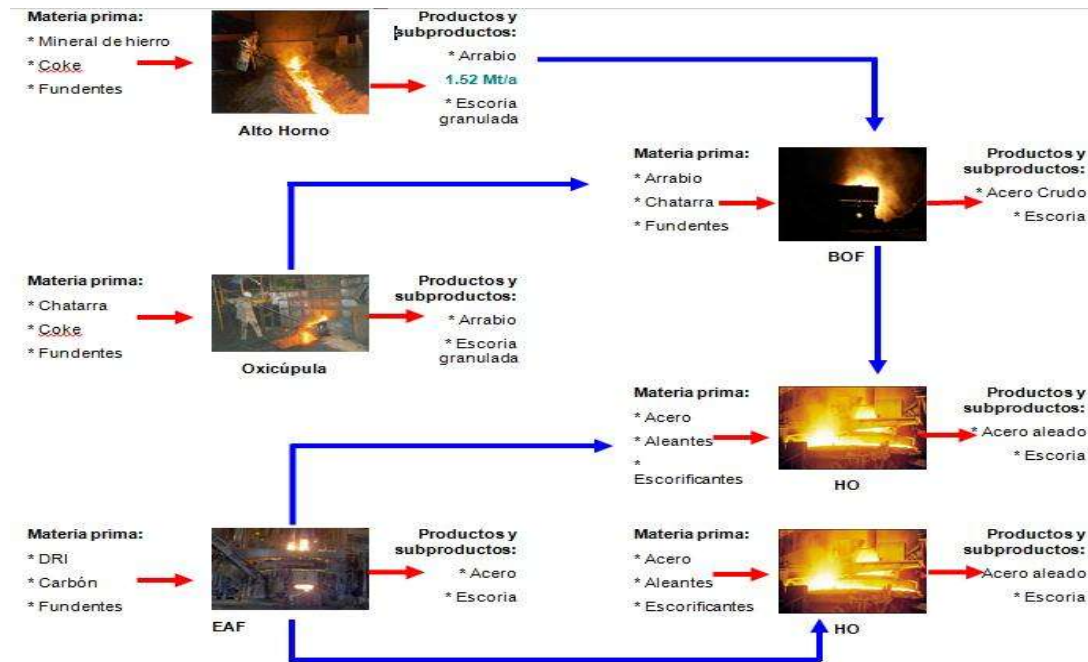 Materia prima:
* Mineral de hierro
* Coke
* Fundentes
Alto Horno
Productos y
subproductos:
* Arrabio
1.52 Mt/a
* Escoria
granulada
Materia prima:
* Arrabio
* Chatarra
* Fundentes
BOF
Productos y
subproductos:
* Acero Crudo
* Escoria
Materia prima:
* Chatarra
* Coke
* Fundentes
Oxicúpula
Productos y
subproductos:
* Arrabio
* Escoria
granulada
Materia prima:
* Acero
* Aleantes
*
Escorificantes
HO
Productos y
subproductos:
* Acero aleado
* Escoria
Materia prima:
* DRI
* Carbón
* Fundentes
EAF
Productos y
subproductos:
* Acero
* Escoria
Materia prima:
* Acero
* Aleantes
* Escorificantes
HO
Productos y
subproductos:
Acero aleado
* Escoria